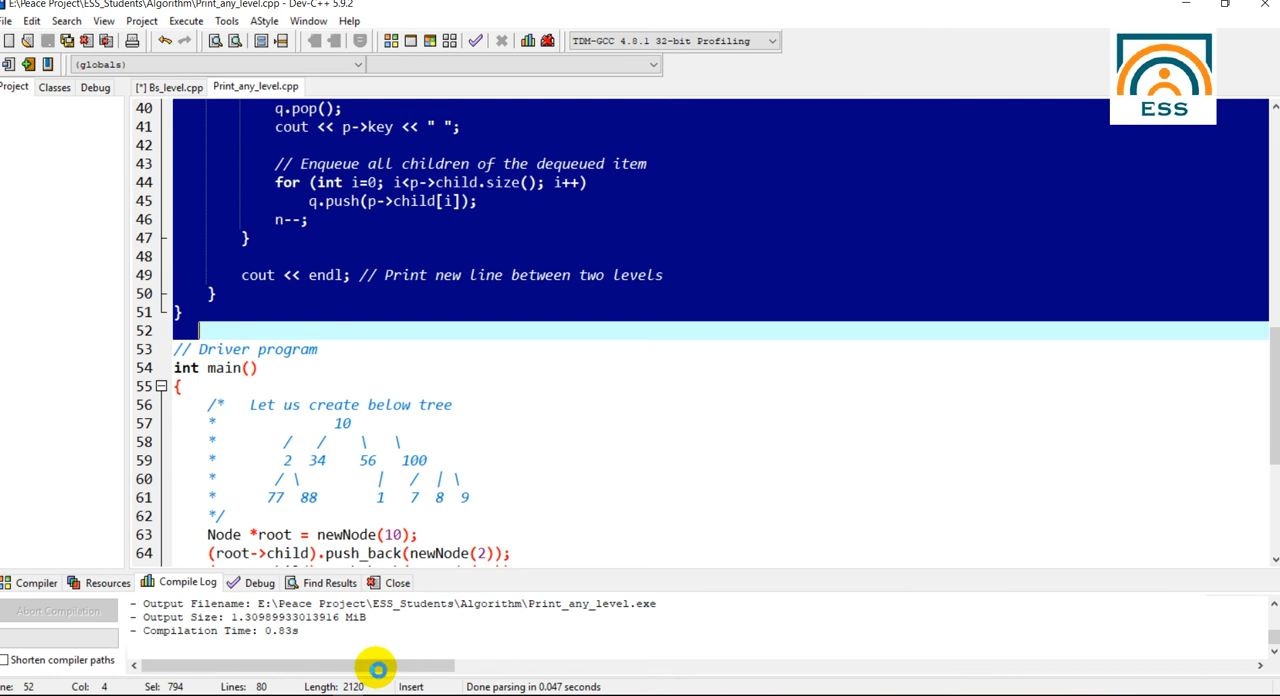 E:\Peace Project\ESS_Students\Algorithm\Print_any_level.cpp - Dev-C++ 5.9.2
File Edit Search View Project Execute Tools AStyle Window Help
TDM-GCC 4.8.1 32-bit Profiling
(globals)
Project Classes Debug [*] Bs_level.cpp Print_any_level.cpp
ESS
40 q.pop();
41 cout << p->key << " ";
42
43 // Enqueue all children of the dequeued item
44 for (int i=0; i<p->child.size(); i++)
45 q.push(p->child[i]);
46 n--;
47 }
48
49 cout << endl; // Print new line between two levels
50 }
51 }
52
53 // Driver program
54 int main()
55 {
56 /* Let us create below tree
57 * 10
58 * / / \ \
59 * 2 34 56 100
60 * / \ | / | \
61 * 77 88 1 7 8 9
62 */
63 Node *root = newNode(10);
64 (root->child).push_back(newNode(2));
Compiler Resources Compile Log Debug Find Results Close
Abort Compilation
Shorten compiler paths
- Output Filename: E:\Peace Project\ESS_Students\Algorithm\Print_any_level.exe
- Output Size: 1.30989933013916 MiB
- Compilation Time: 0.83s
ne: 52 Col: 4 Sel: 794 Lines: 80 Length: 2120 Insert Done parsing in 0.047 seconds